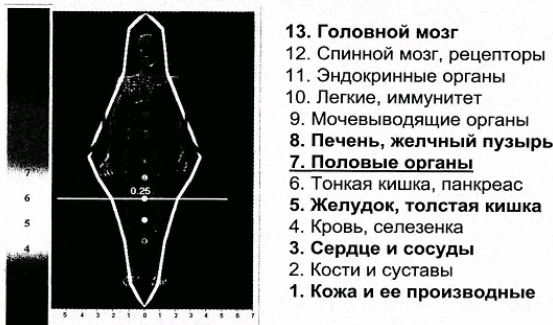 13. Головной мозг
12. Спинной мозг, рецепторы
11. Эндокринные органы
10. Легкие, иммунитет
9. Мочевыводящие органы
8. Печень, желчный пузырь
7. Половые органы
6. Тонкая кишка, панкреас
5. Желудок, толстая кишка
4. Кровь, селезенка
3. Сердце и сосуды
2. Кости и суставы
1. Кожа и ее производные
7
6
5
4
0.25
5 4 3 2 1 0 1 2 3 4 5 6 7